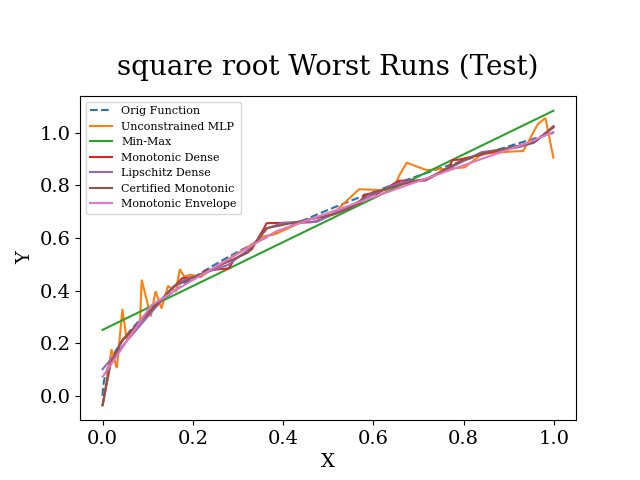 square root Worst Runs (Test)
Orig Function
Unconstrained MLP
Min-Max
Monotonic Dense
Lipschitz Dense
Certified Monotonic
Monotonic Envelope
Y
1.0
0.8
0.6
0.4
0.2
0.0
0.0 0.2 0.4 0.6 0.8 1.0
X